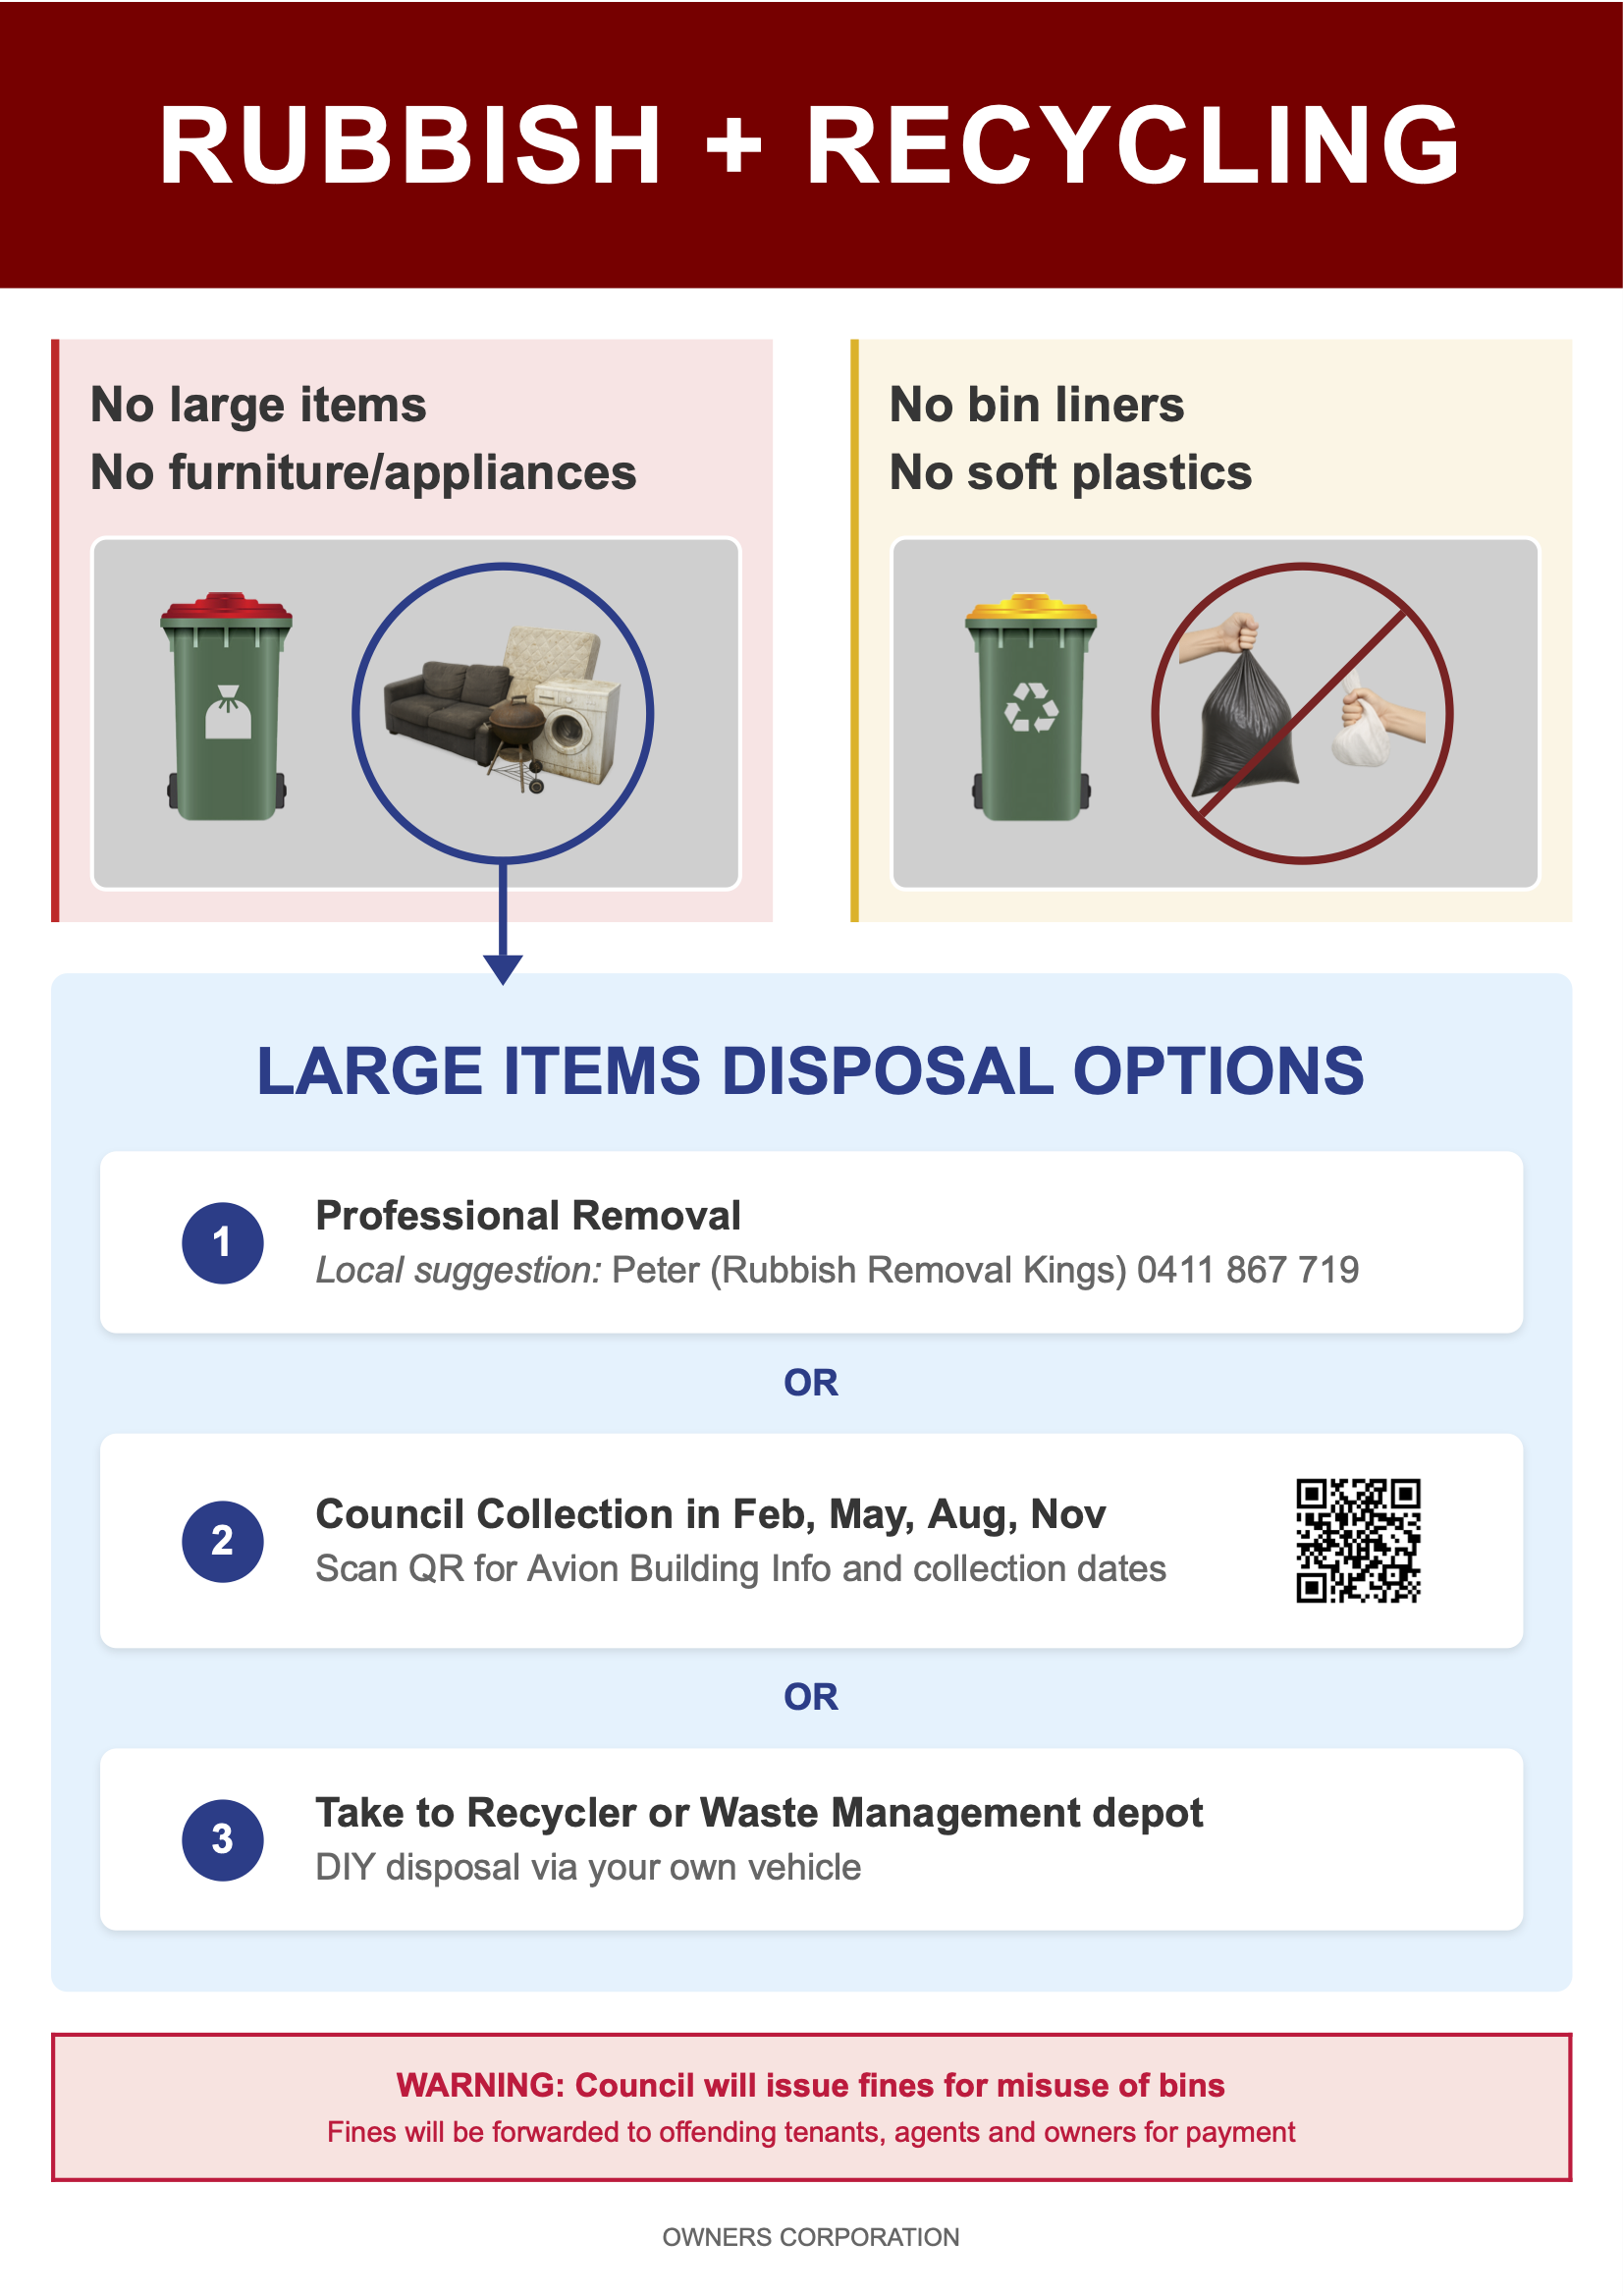 RUBBISH + RECYCLING
No large items
No furniture/appliances
No bin liners
No soft plastics
LARGE ITEMS DISPOSAL OPTIONS
1
Professional Removal
Local suggestion: Peter (Rubbish Removal Kings) 0411 867 719
OR
2
Council Collection in Feb, May, Aug, Nov
Scan QR for Avion Building Info and collection dates
OR
3
Take to Recycler or Waste Management depot
DIY disposal via your own vehicle
WARNING: Council will issue fines for misuse of bins
Fines will be forwarded to offending tenants, agents and owners for payment
OWNERS CORPORATION